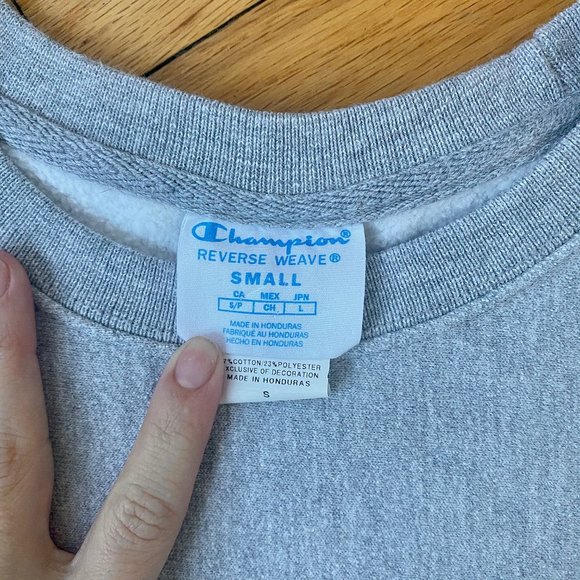 Champion®
REVERSE WEAVE®
SMALL
CA MEX JPN
S/P CH L
MADE IN HONDURAS
FABRIQUÉ AU HONDURAS
HECHO EN HONDURAS
%COTTON/23%POLYESTER
EXCLUSIVE OF DECORATION
MADE IN HONDURAS
S